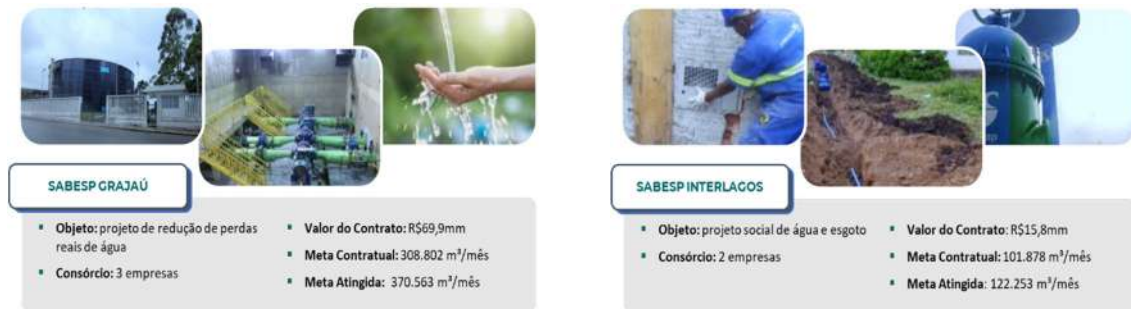 SABESP GRAJAÚ
▪ Objeto: projeto de redução de perdas
reais de água
▪ Consórcio: 3 empresas
▪ Valor do Contrato: R$69,9mm
▪ Meta Contratual: 308.802 m³/mês
▪ Meta Atingida: 370.563 m³/mês
SABESP INTERLAGOS
▪ Objeto: projeto social de água e esgoto
▪ Consórcio: 2 empresas
▪ Valor do Contrato: R$15,8mm
▪ Meta Contratual: 101.878 m³/mês
▪ Meta Atingida: 122.253 m³/mês